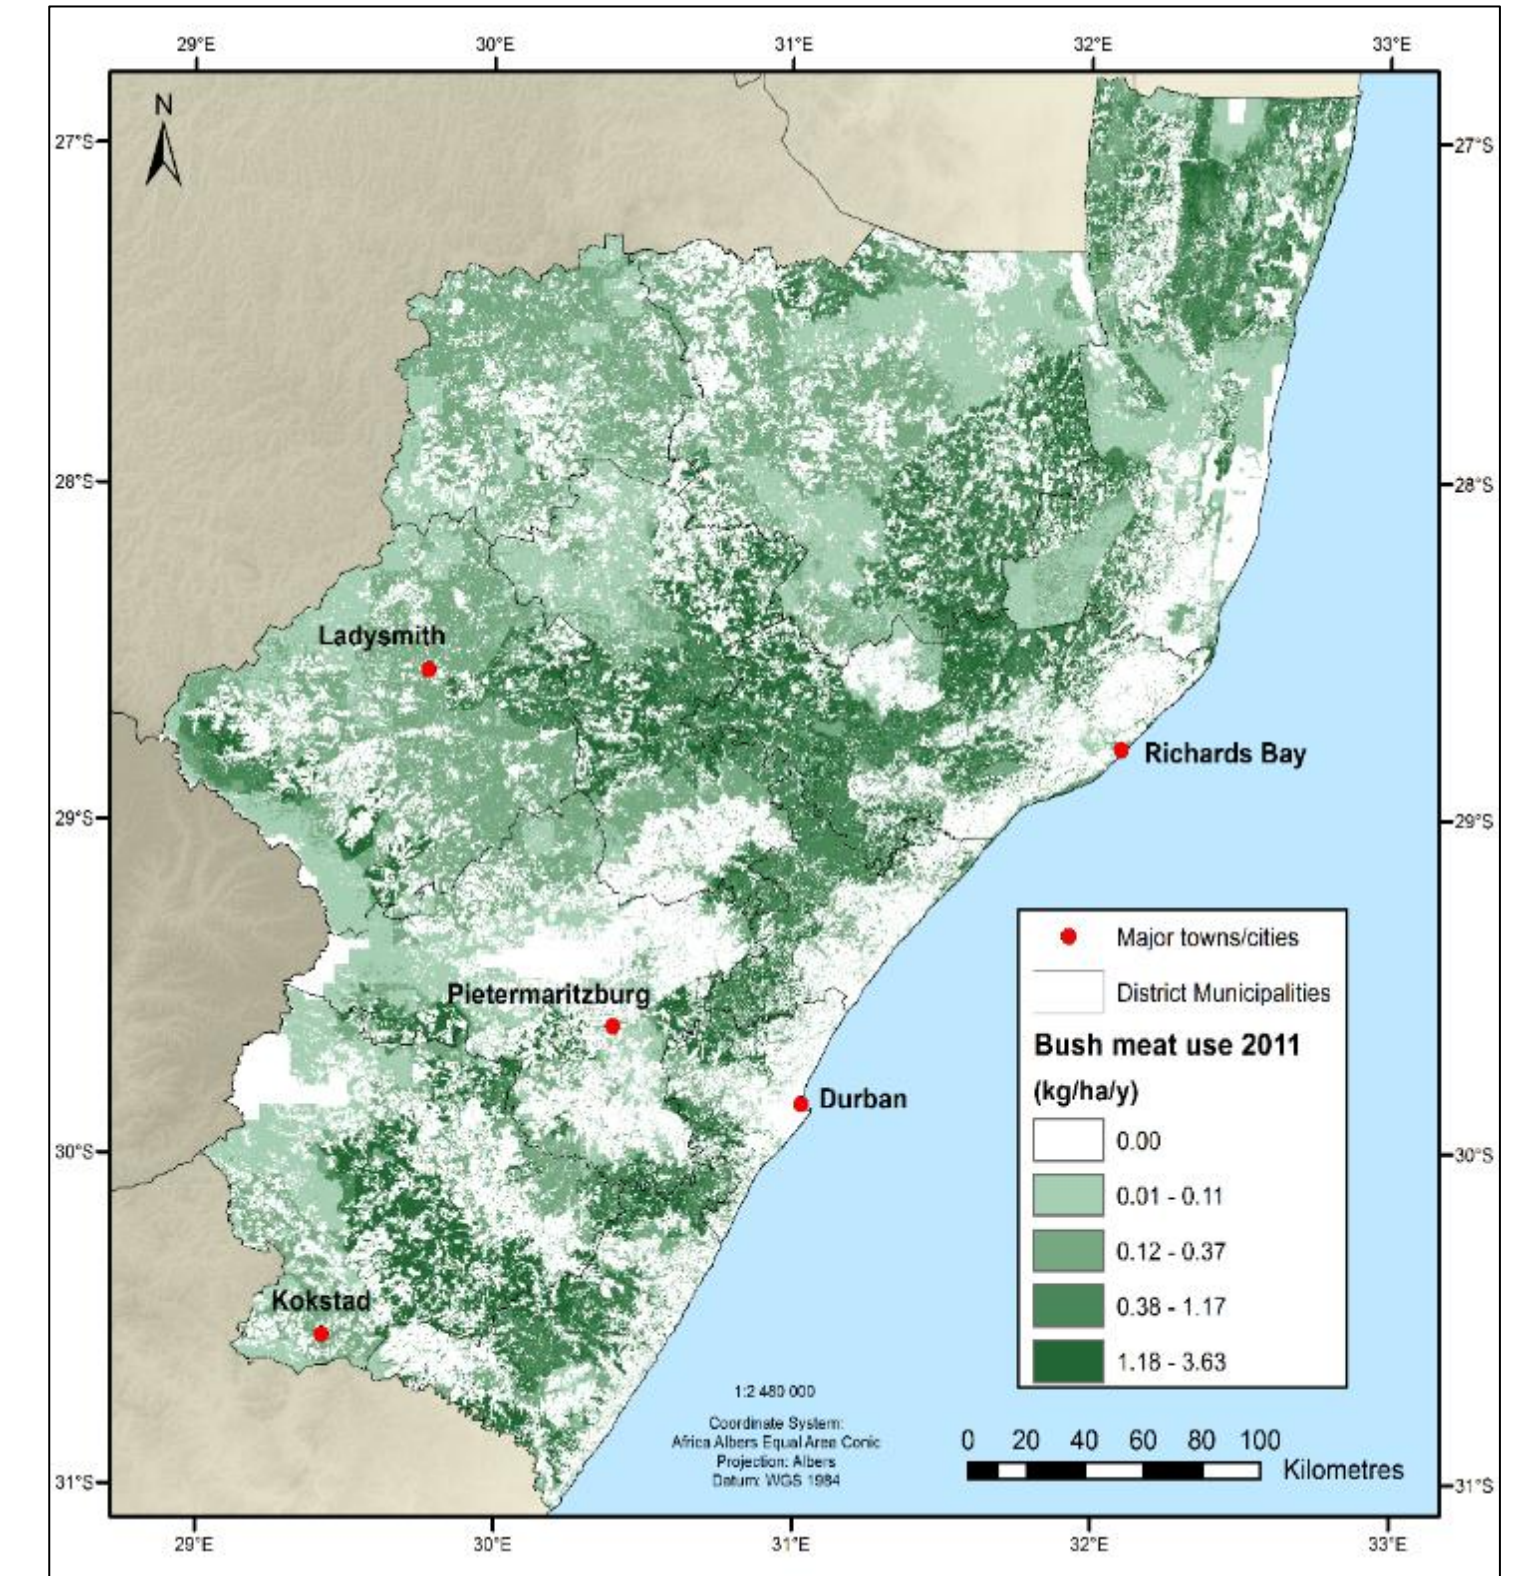 29°E 30°E 31°E 32°E 33°E
N
27°S 27°S
28°S 28°S
Ladysmith
Richards Bay
29°S 29°S
Major towns/cities
Pietermaritzburg
District Municipalities
Bush meat use 2011
(kg/ha/y)
Durban
0.00
30°S 30°S
0.01 - 0.11
0.12 - 0.37
Kokstad
0.38 - 1.17
1.18 - 3.63
1:2 480 000
Coordinate System:
Africa Albers Equal Area Conic
Projection: Albers
Datum: WGS 1984
0 20 40 60 80 100
Kilometres
31°S 31°S
29°E 30°E 31°E 32°E 33°E